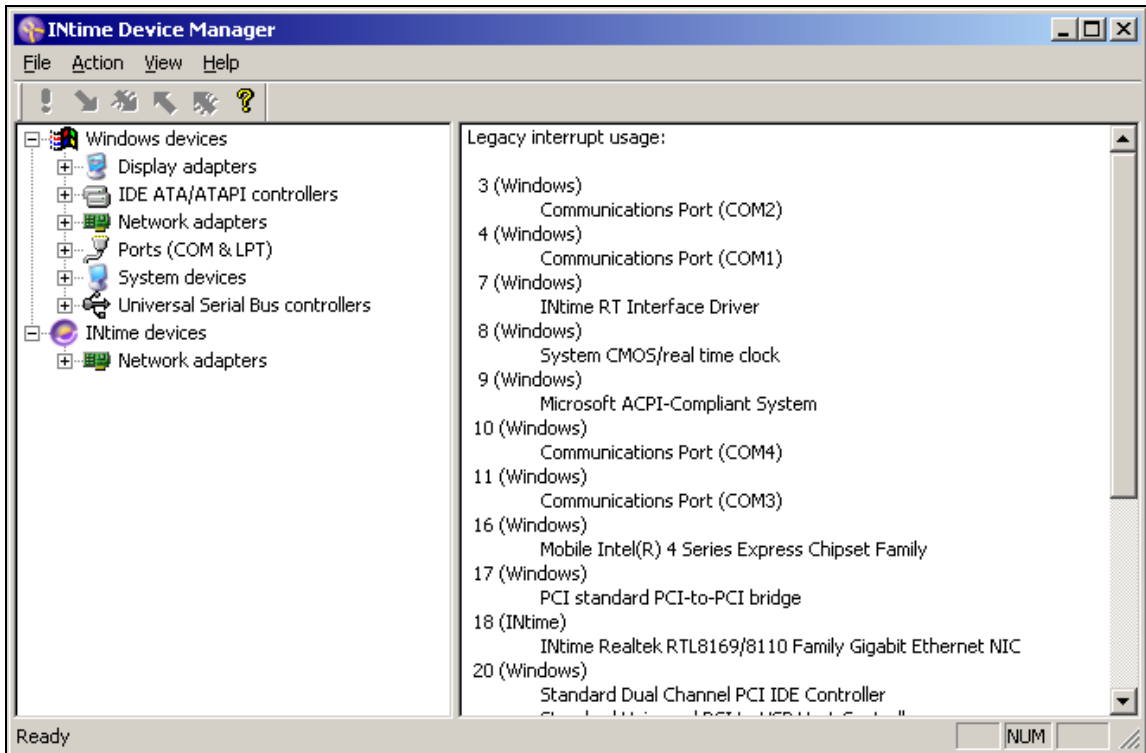 INtime Device Manager
File Action View Help
Windows devices
Display adapters
IDE ATA/ATAPI controllers
Network adapters
Ports (COM & LPT)
System devices
Universal Serial Bus controllers
INtime devices
Network adapters
Legacy interrupt usage:
3 (Windows)
Communications Port (COM2)
4 (Windows)
Communications Port (COM1)
7 (Windows)
INtime RT Interface Driver
8 (Windows)
System CMOS/real time clock
9 (Windows)
Microsoft ACPI-Compliant System
10 (Windows)
Communications Port (COM4)
11 (Windows)
Communications Port (COM3)
16 (Windows)
Mobile Intel(R) 4 Series Express Chipset Family
17 (Windows)
PCI standard PCI-to-PCI bridge
18 (INtime)
INtime Realtek RTL8169/8110 Family Gigabit Ethernet NIC
20 (Windows)
Standard Dual Channel PCI IDE Controller
Ready
NUM